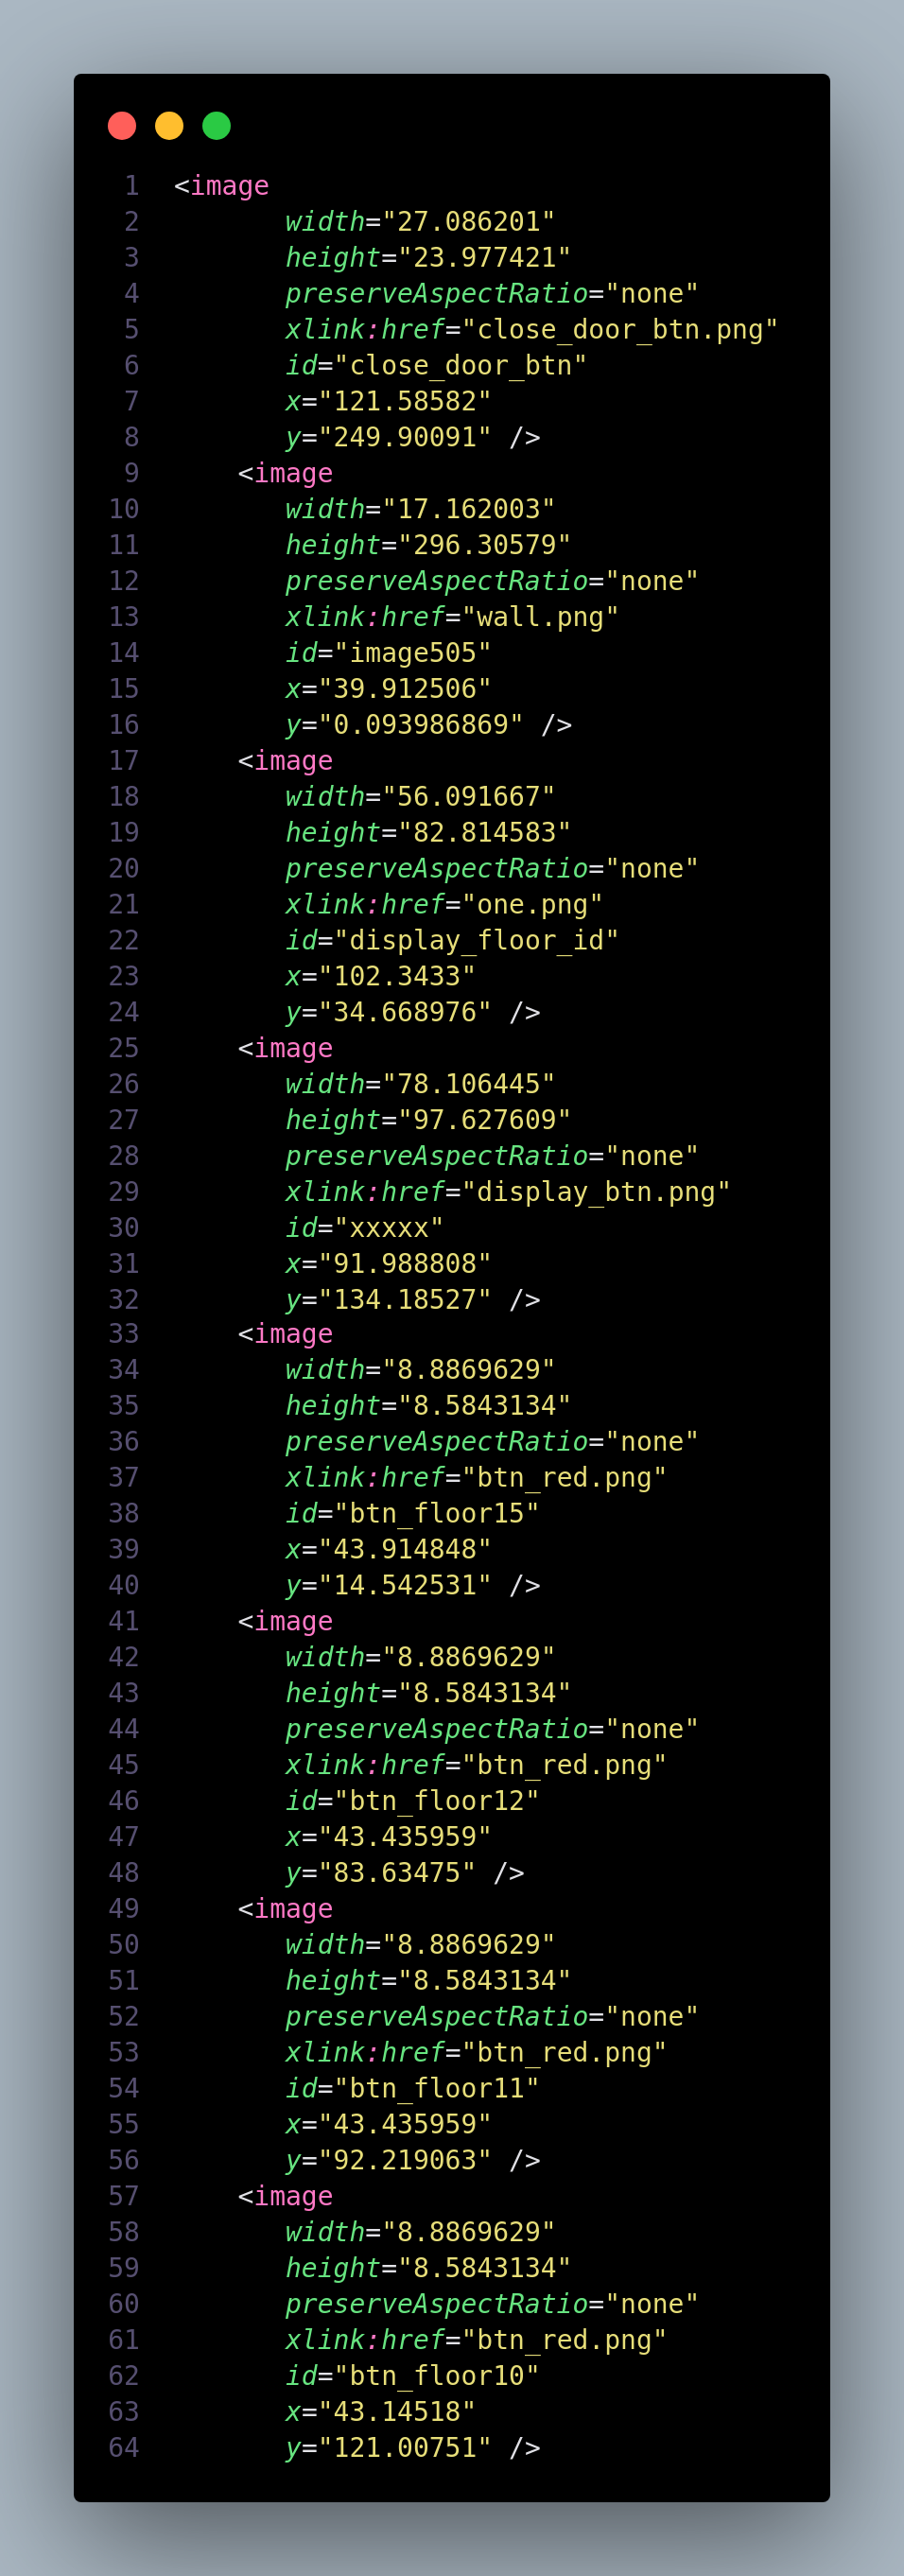 1 <image
2 width="27.086201"
3 height="23.977421"
4 preserveAspectRatio="none"
5 xlink:href="close_door_btn.png"
6 id="close_door_btn"
7 x="121.58582"
8 y="249.90091" />
9 <image
10 width="17.162003"
11 height="296.30579"
12 preserveAspectRatio="none"
13 xlink:href="wall.png"
14 id="image505"
15 x="39.912506"
16 y="0.093986869" />
17 <image
18 width="56.091667"
19 height="82.814583"
20 preserveAspectRatio="none"
21 xlink:href="one.png"
22 id="display_floor_id"
23 x="102.3433"
24 y="34.668976" />
25 <image
26 width="78.106445"
27 height="97.627609"
28 preserveAspectRatio="none"
29 xlink:href="display_btn.png"
30 id="xxxxx"
31 x="91.988808"
32 y="134.18527" />
33 <image
34 width="8.8869629"
35 height="8.5843134"
36 preserveAspectRatio="none"
37 xlink:href="btn_red.png"
38 id="btn_floor15"
39 x="43.914848"
40 y="14.542531" />
41 <image
42 width="8.8869629"
43 height="8.5843134"
44 preserveAspectRatio="none"
45 xlink:href="btn_red.png"
46 id="btn_floor12"
47 x="43.435959"
48 y="83.63475" />
49 <image
50 width="8.8869629"
51 height="8.5843134"
52 preserveAspectRatio="none"
53 xlink:href="btn_red.png"
54 id="btn_floor11"
55 x="43.435959"
56 y="92.219063" />
57 <image
58 width="8.8869629"
59 height="8.5843134"
60 preserveAspectRatio="none"
61 xlink:href="btn_red.png"
62 id="btn_floor10"
63 x="43.14518"
64 y="121.00751" />